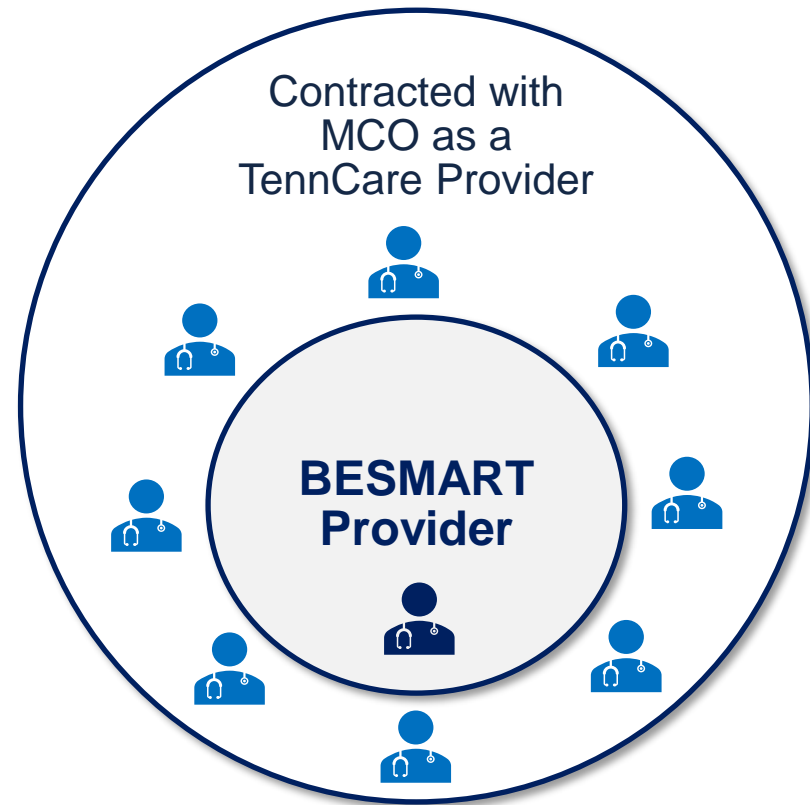 Contracted with
MCO as a
TennCare Provider
BESMART
Provider